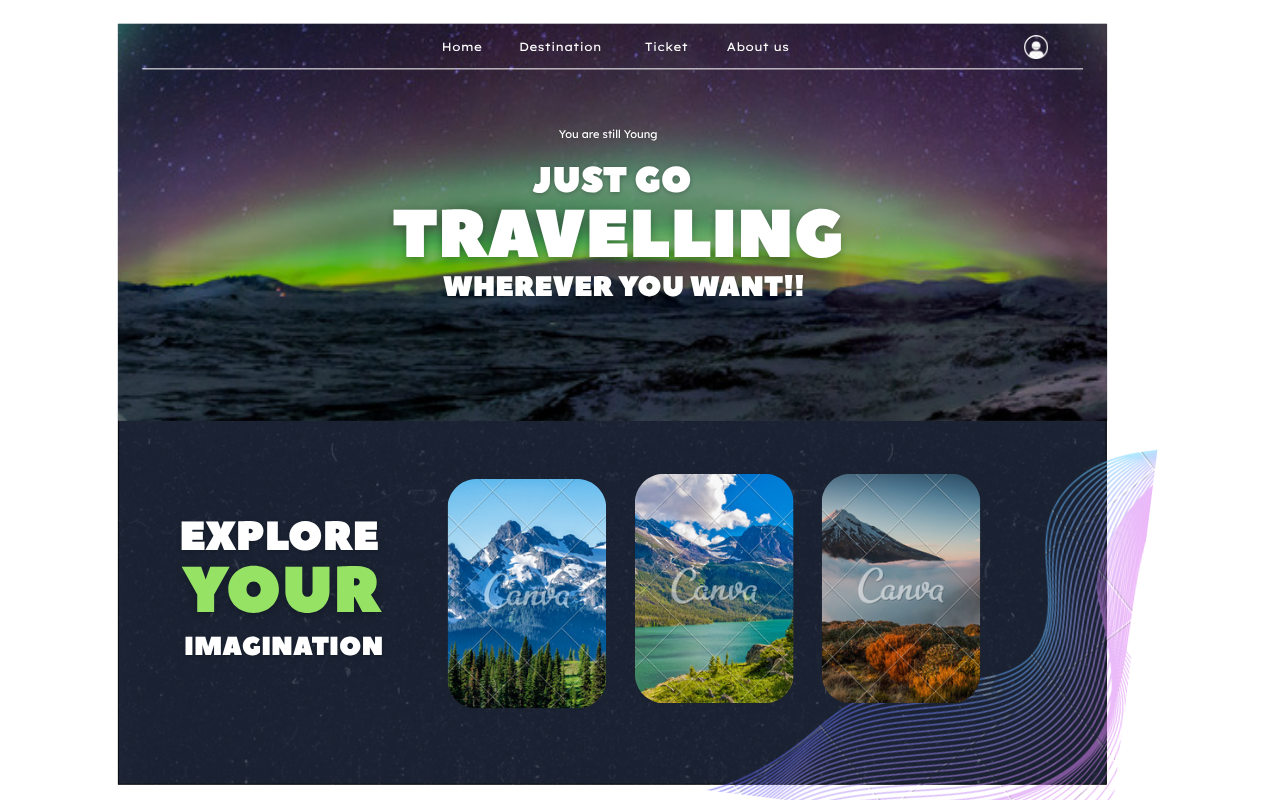 Home Destination Ticket About us
You are still Young
JUST GO
TRAVELLING
WHEREVER YOU WANT!!
EXPLORE
YOUR
IMAGINATION
Canva Canva Canva